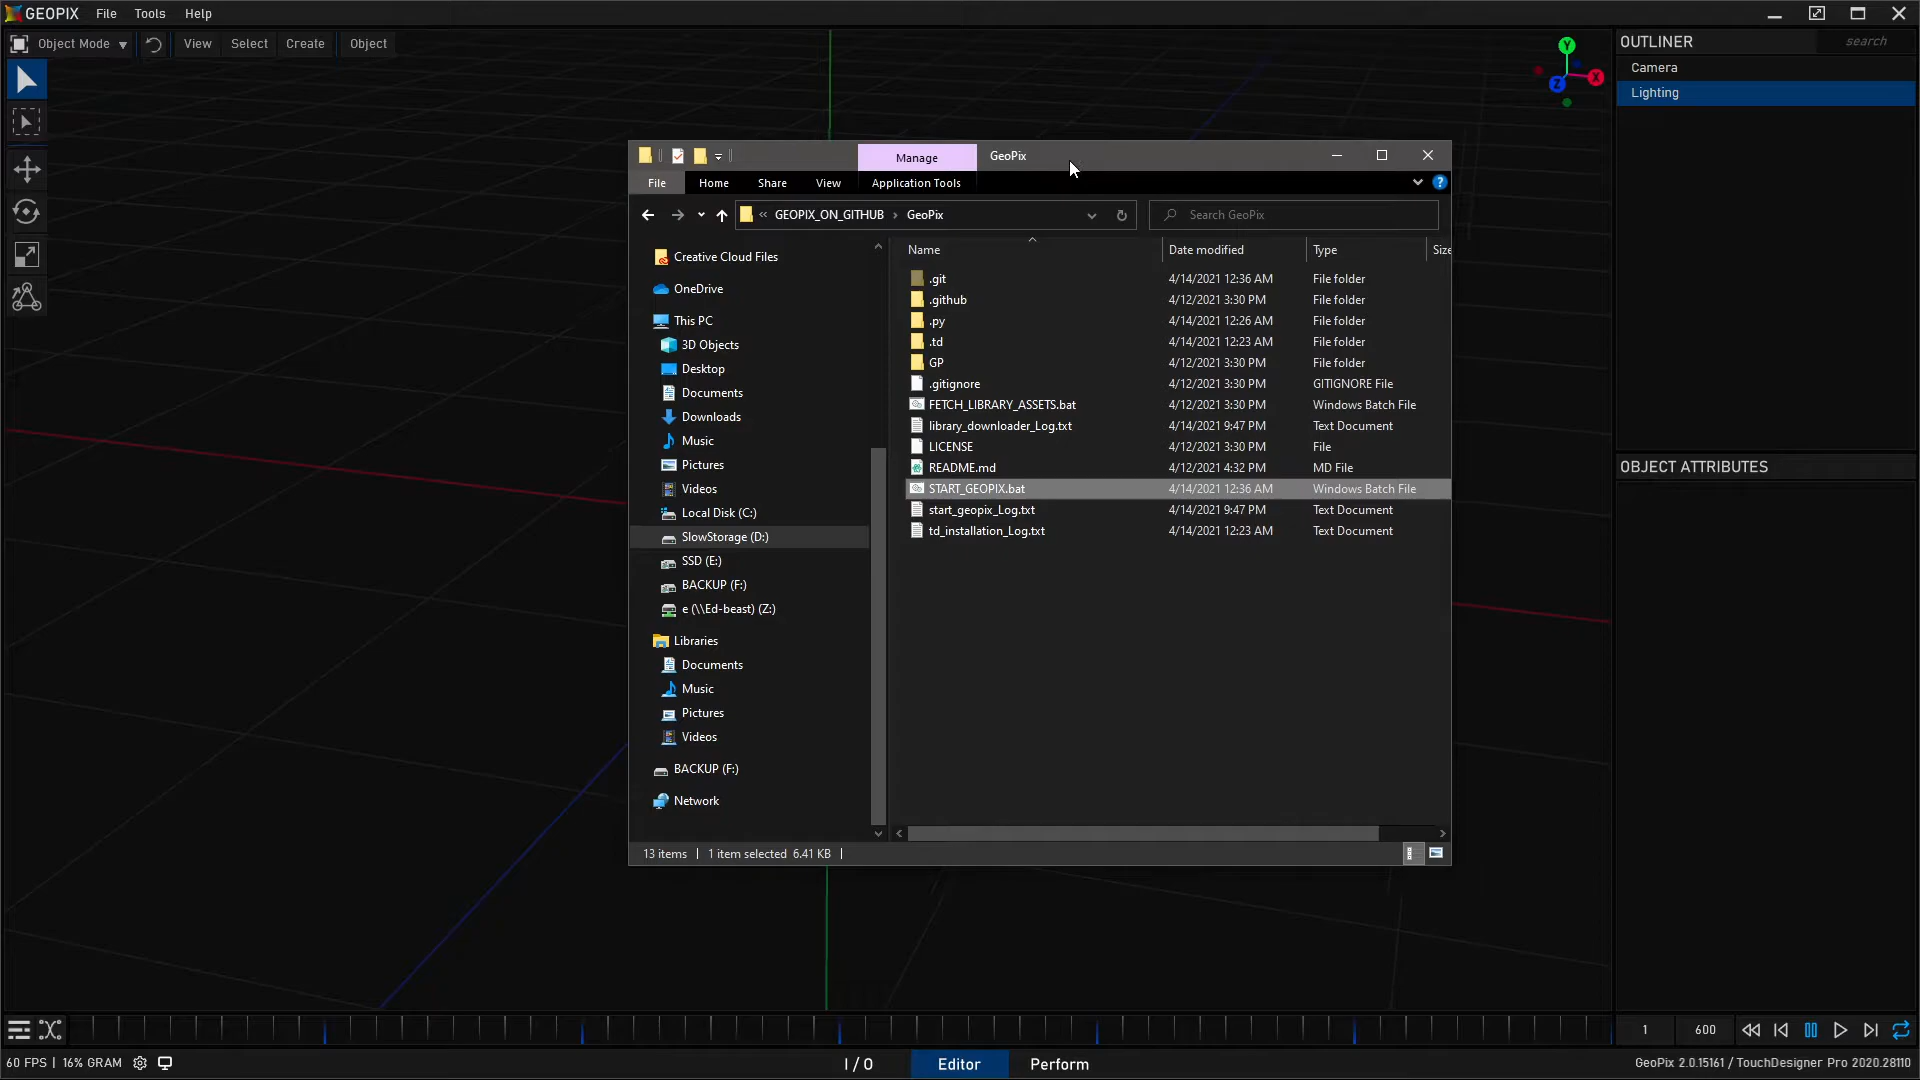 GEOPIX File Tools Help
Object Mode View Select Create Object
OUTLINER search
Camera
Lighting
Y
X
Z
Manage GeoPix
File Home Share View Application Tools
« GEOPIX_ON_GITHUB › GeoPix Search GeoPix
Name Date modified Type Size
Creative Cloud Files
OneDrive
This PC
3D Objects
Desktop
Documents
Downloads
Music
Pictures
Videos
Local Disk (C:)
SlowStorage (D:)
SSD (E:)
BACKUP (F:)
e (\\Ed-beast) (Z:)
Libraries
Documents
Music
Pictures
Videos
BACKUP (F:)
Network
.git 4/14/2021 12:36 AM File folder
.github 4/12/2021 3:30 PM File folder
.py 4/14/2021 12:26 AM File folder
.td 4/14/2021 12:23 AM File folder
GP 4/12/2021 3:30 PM File folder
.gitignore 4/12/2021 3:30 PM GITIGNORE File
FETCH_LIBRARY_ASSETS.bat 4/12/2021 3:30 PM Windows Batch File
library_downloader_Log.txt 4/14/2021 9:47 PM Text Document
LICENSE 4/12/2021 3:30 PM File
README.md 4/12/2021 4:32 PM MD File
START_GEOPIX.bat 4/14/2021 12:36 AM Windows Batch File
start_geopix_Log.txt 4/14/2021 9:47 PM Text Document
td_installation_Log.txt 4/14/2021 12:23 AM Text Document
13 items 1 item selected 6.41 KB
OBJECT ATTRIBUTES
1 600
60 FPS | 16% GRAM I / O Editor Perform GeoPix 2.0.15161 / TouchDesigner Pro 2020.28110